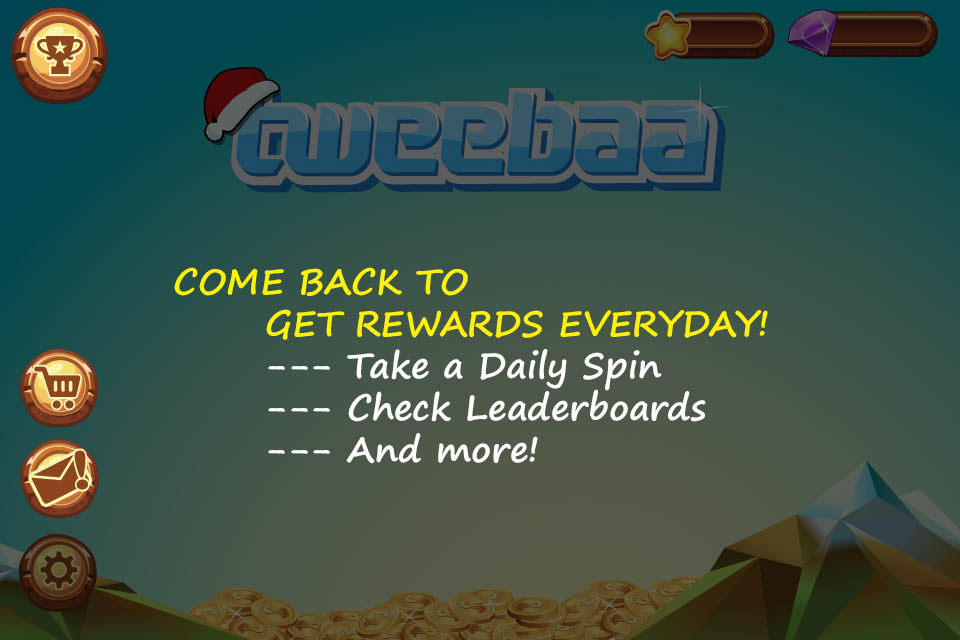 tweebaa
COME BACK TO
GET REWARDS EVERYDAY!
--- Take a Daily Spin
--- Check Leaderboards
--- And more!